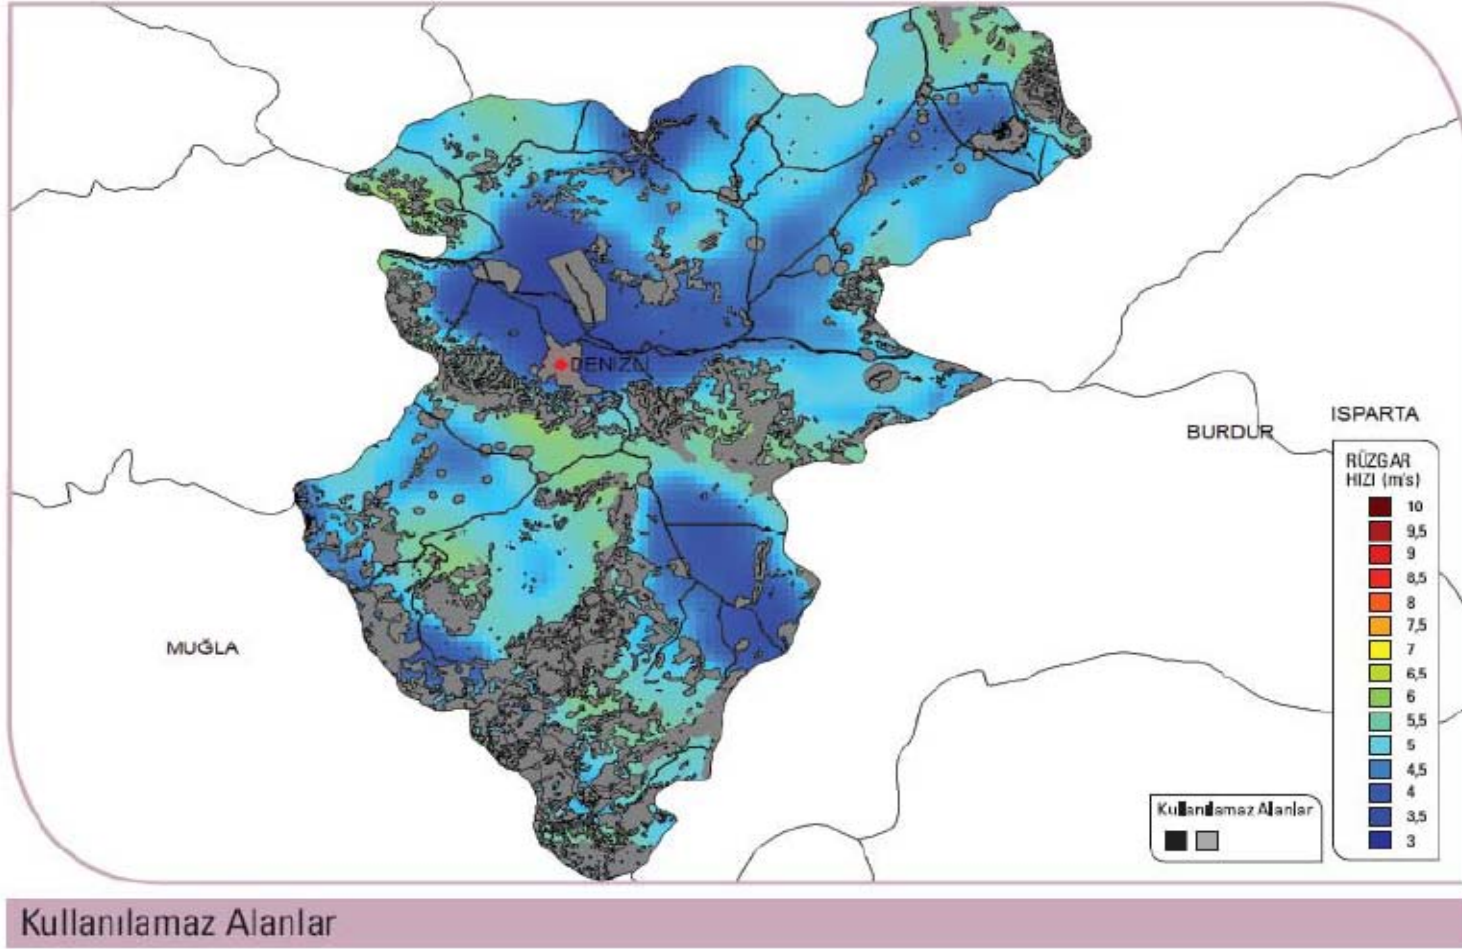 DENİZLİ
ISPARTA
BURDUR
MUĞLA
RÜZGAR
HIZI (m/s)
10
9,5
9
8,5
8
7,5
7
6,5
6
5,5
5
4,5
4
3,5
3
Kullanılamaz Alanlar
Kullanılamaz Alanlar